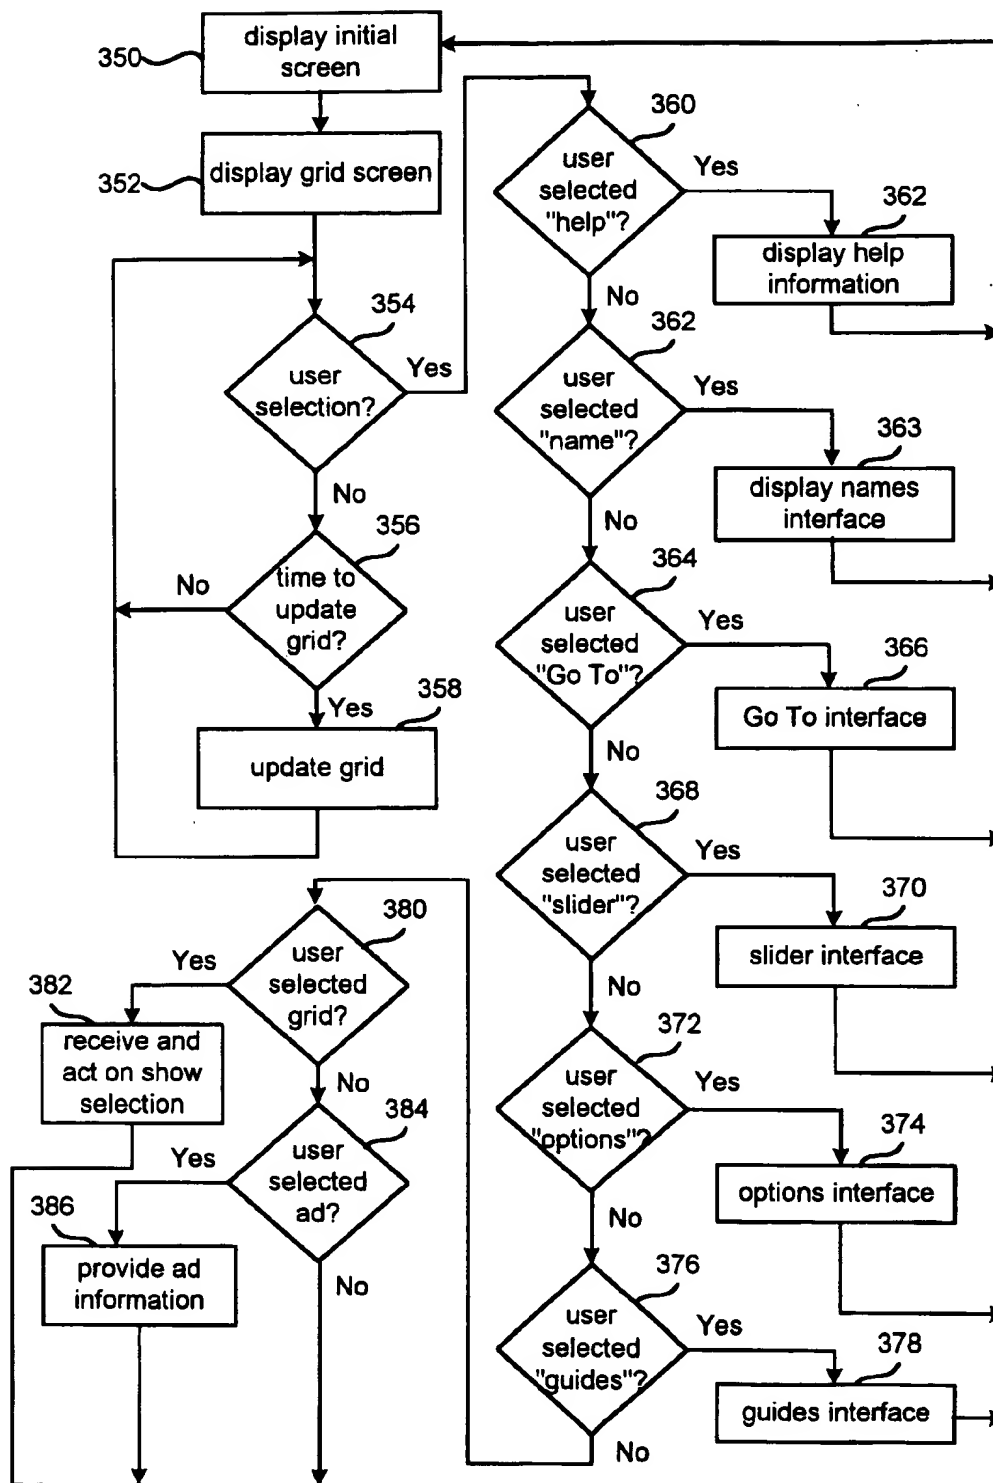 350
display initial
screen
352
display grid screen
354
user
selection?
Yes
No
356
time to
update
grid?
No
Yes
358
update grid
360
user
selected
"help"?
Yes
362
display help
information
No
362
user
selected
"name"?
Yes
363
display names
interface
No
364
user
selected
"Go To"?
Yes
366
Go To interface
No
368
user
selected
"slider"?
Yes
370
slider interface
No
372
user
selected
"options"?
Yes
374
options interface
No
376
user
selected
"guides"?
Yes
378
guides interface
No
380
user
selected
grid?
Yes
382
receive and
act on show
selection
No
384
user
selected
ad?
Yes
386
provide ad
information
No